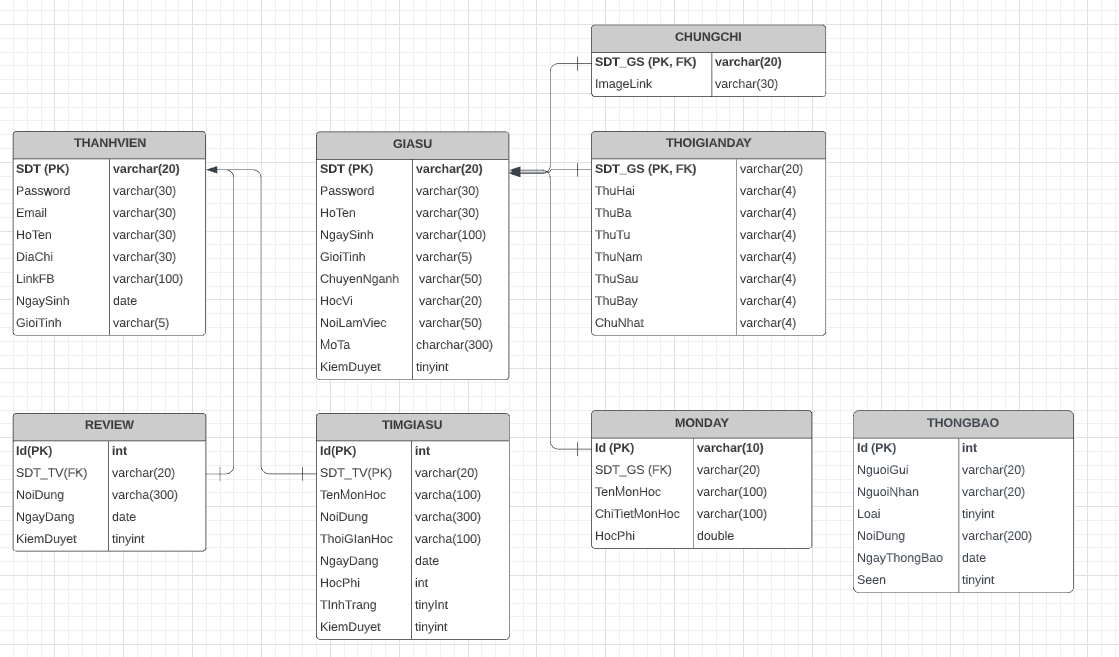 CHUNGCHI
SDT_GS (PK, FK) varchar(20)
ImageLink varchar(30)
THANHVIEN
SDT (PK) varchar(20)
Password varchar(30)
Email varchar(30)
HoTen varchar(30)
DiaChi varchar(30)
LinkFB varchar(100)
NgaySinh date
GioiTinh varchar(5)
GIASU
SDT (PK) varchar(20)
Password varchar(30)
HoTen varchar(30)
NgaySinh varchar(100)
GioiTinh varchar(5)
ChuyenNganh varchar(50)
HocVi varchar(20)
NoiLamViec varchar(50)
MoTa charchar(300)
KiemDuyet tinyint
THOIGIANDAY
SDT_GS (PK, FK) varchar(20)
ThuHai varchar(4)
ThuBa varchar(4)
ThuTu varchar(4)
ThuNam varchar(4)
ThuSau varchar(4)
ThuBay varchar(4)
ChuNhat varchar(4)
REVIEW
Id(PK) int
SDT_TV(FK) varchar(20)
NoiDung varcha(300)
NgayDang date
KiemDuyet tinyint
TIMGIASU
Id(PK) int
SDT_TV(PK) varchar(20)
TenMonHoc varcha(100)
NoiDung varcha(300)
ThoiGIanHoc varcha(100)
NgayDang date
HocPhi int
TInhTrang tinyInt
KiemDuyet tinyint
MONDAY
Id (PK) varchar(10)
SDT_GS (FK) varchar(20)
TenMonHoc varchar(100)
ChiTietMonHoc varchar(100)
HocPhi double
THONGBAO
Id (PK) int
NguoiGui varchar(20)
NguoiNhan varchar(20)
Loai tinyint
NoiDung varchar(200)
NgayThongBao date
Seen tinyint